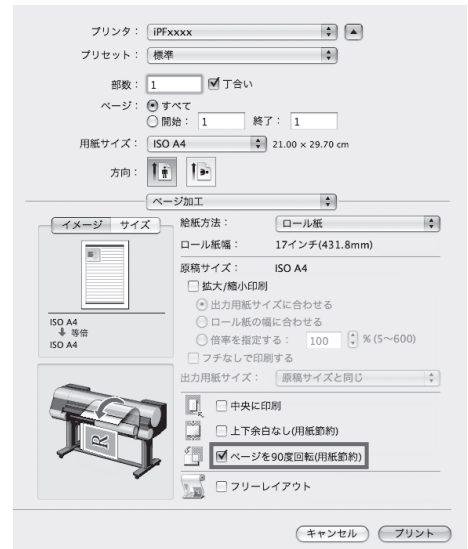 プリンタ： iPFxxxx
プリセット： 標準
部数： 1 丁合い
ページ： すべて
開始： 1 終了： 1
用紙サイズ： ISO A4 21.00 x 29.70 cm
方向：
ページ加工
イメージ サイズ
給紙方法： ロール紙
ロール紙幅： 17インチ(431.8mm)
原稿サイズ： ISO A4
拡大/縮小印刷
出力用紙サイズに合わせる
ロール紙の幅に合わせる
倍率を指定する： 100 % (5〜600)
フチなしで印刷する
出力用紙サイズ： 原稿サイズと同じ
ISO A4
等倍
ISO A4
中央に印刷
上下余白なし(用紙節約)
ページを90度回転(用紙節約)
フリーレイアウト
キャンセル プリント